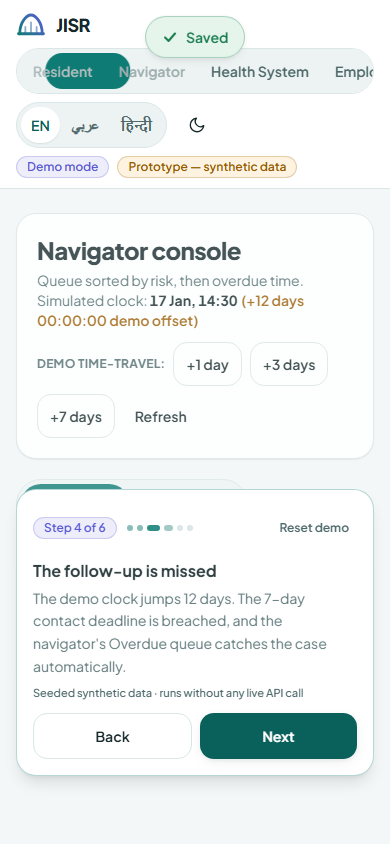 JISR
Saved
Resident Navigator Health System Emplo
EN عربي हिन्दी
Demo mode Prototype — synthetic data
Navigator console
Queue sorted by risk, then overdue time.
Simulated clock: 17 Jan, 14:30 (+12 days
00:00:00 demo offset)
DEMO TIME-TRAVEL: +1 day +3 days
+7 days Refresh
Step 4 of 6 Reset demo
The follow-up is missed
The demo clock jumps 12 days. The 7-day
contact deadline is breached, and the
navigator's Overdue queue catches the case
automatically.
Seeded synthetic data · runs without any live API call
Back Next